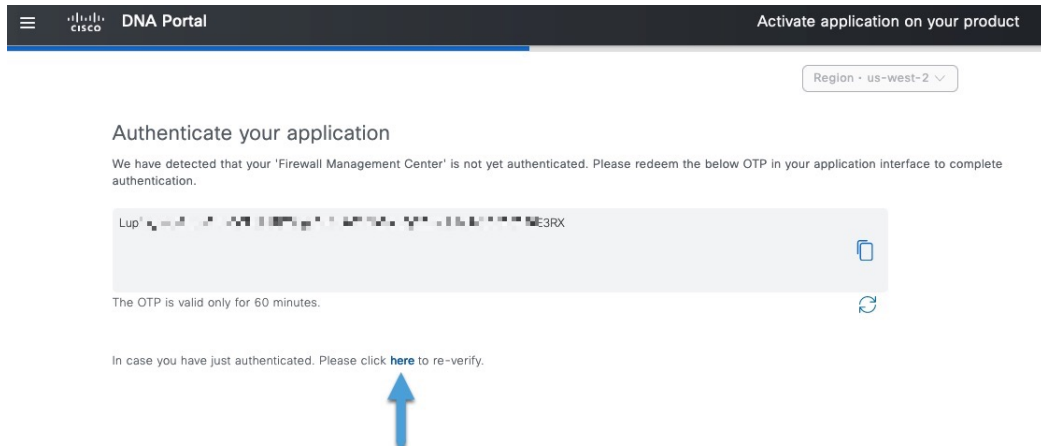 cisco DNA Portal
Activate application on your product
Region · us-west-2
Authenticate your application
We have detected that your 'Firewall Management Center' is not yet authenticated. Please redeem the below OTP in your application interface to complete
authentication.
Lup E3RX
The OTP is valid only for 60 minutes.
In case you have just authenticated. Please click here to re-verify.